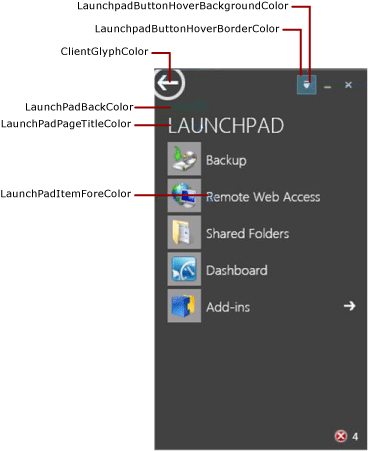 LaunchpadButtonHoverBackgroundColor
LaunchpadButtonHoverBorderColor
ClientGlyphColor
LaunchPadBackColor
LaunchPadPageTitleColor
LAUNCHPAD
Backup
LaunchPadItemForeColor
Remote Web Access
Shared Folders
Dashboard
Add-ins
4